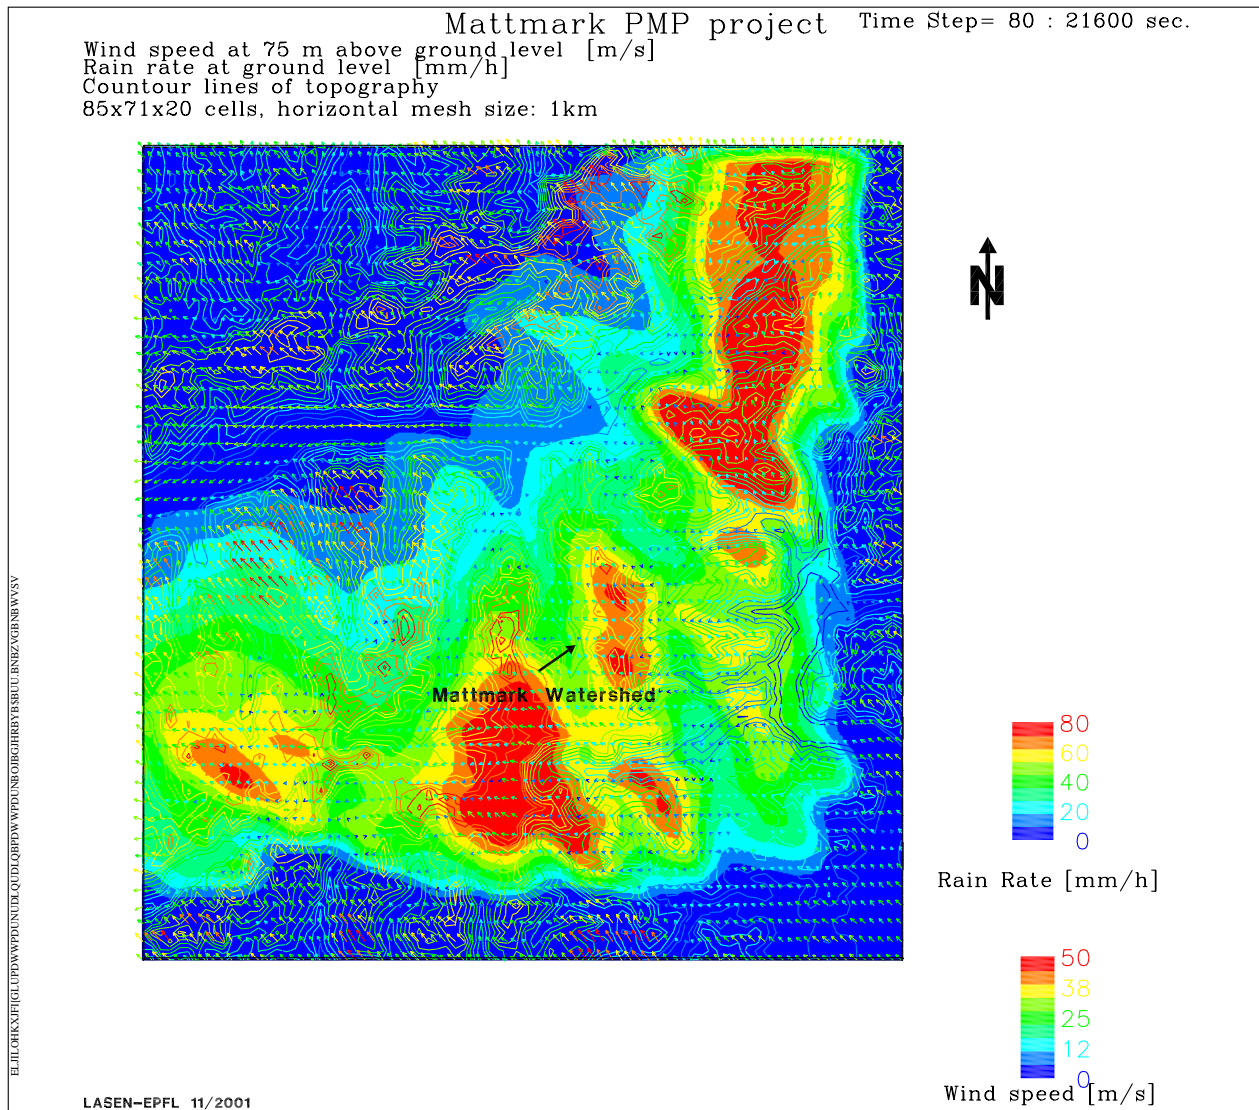 Mattmark PMP project Time Step= 80 : 21600 sec.
Wind speed at 75 m above ground level [m/s]
Rain rate at ground level [mm/h]
Countour lines of topography
85x71x20 cells, horizontal mesh size: 1km
N
Mattmark Watershed
80
60
40
20
0
Rain Rate [mm/h]
50
38
25
12
0
Wind speed [m/s]
LASEN-EPFL 11/2001